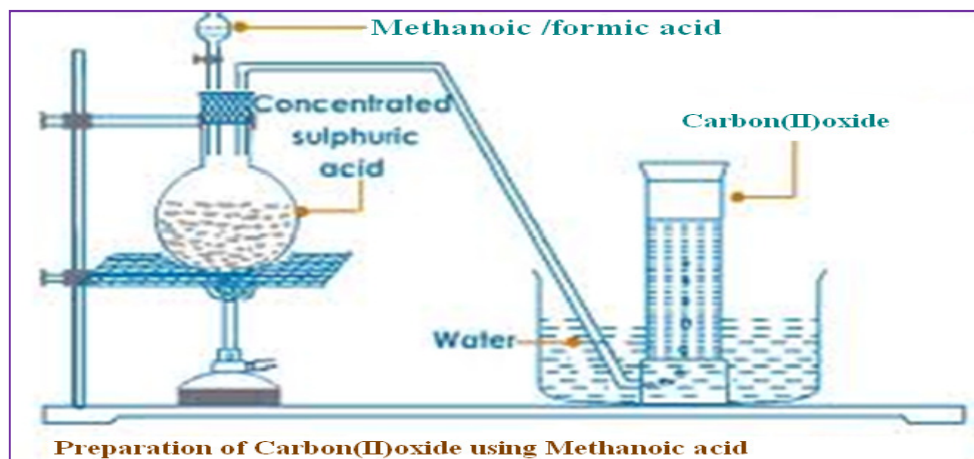 Methanoic /formic acid
Concentrated
sulphuric
acid
Carbon(II)oxide
Water
Preparation of Carbon(II)oxide using Methanoic acid